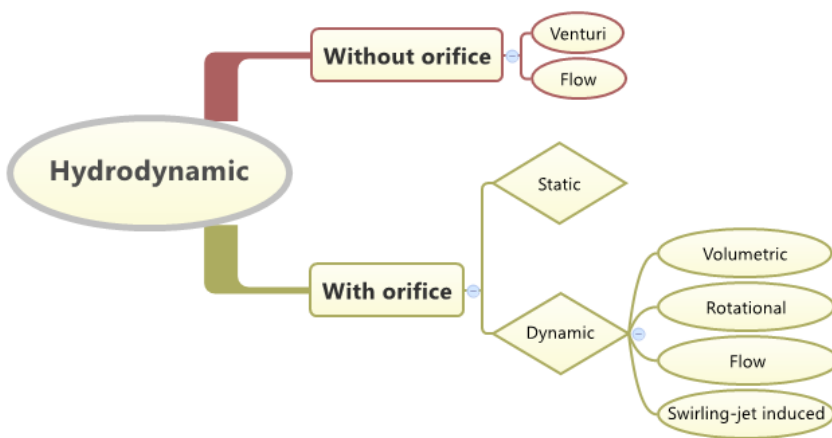 Without orifice
Venturi
Flow
Hydrodynamic
With orifice
Static
Dynamic
Volumetric
Rotational
Flow
Swirling-jet induced